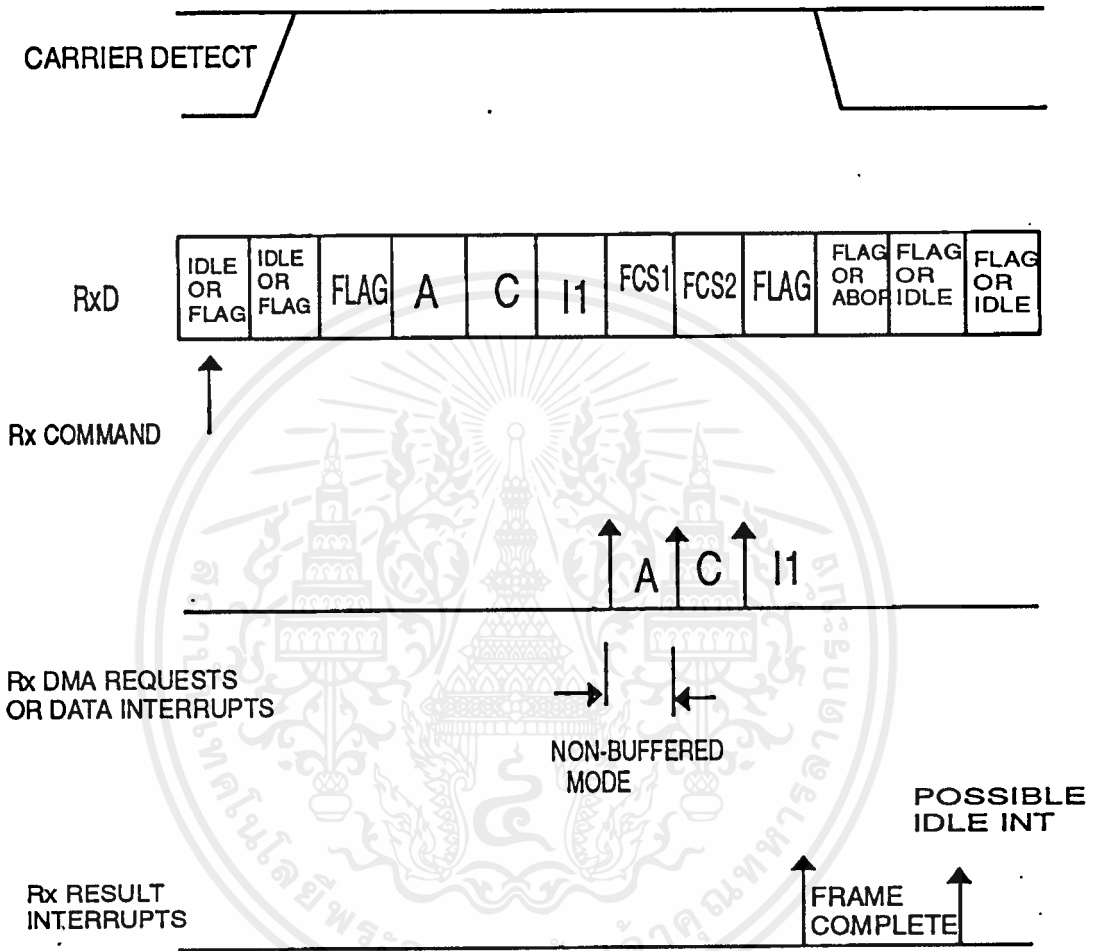 CARRIER DETECT
RxD
IDLE
OR
FLAG
IDLE
OR
FLAG
FLAG
A
C
I1
FCS1
FCS2
FLAG
FLAG
OR
ABOR
FLAG
OR
IDLE
FLAG
OR
IDLE
Rx COMMAND
A
C
I1
Rx DMA REQUESTS
OR DATA INTERRUPTS
NON-BUFFERED
MODE
POSSIBLE
IDLE INT
Rx RESULT
INTERRUPTS
FRAME
COMPLETE